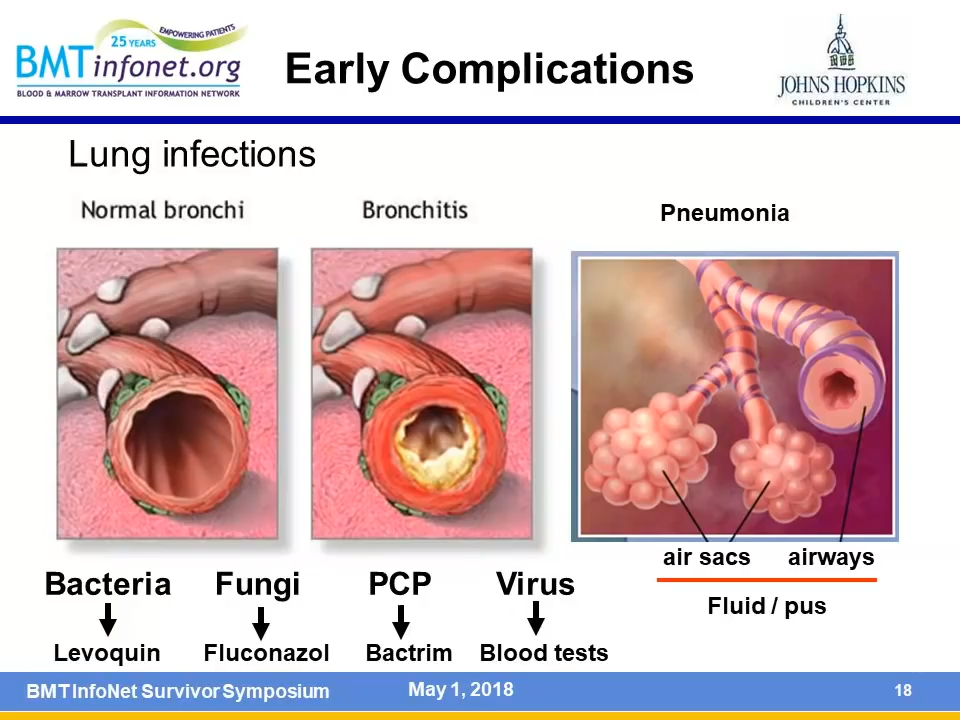 25 YEARS
EMPOWERING PATIENTS
BMTinfonet.org
BLOOD & MARROW TRANSPLANT INFORMATION NETWORK
Early Complications
JOHNS HOPKINS
CHILDREN'S CENTER
Lung infections
Normal bronchi
Bronchitis
Pneumonia
air sacs airways
Fluid / pus
Bacteria Fungi PCP Virus
Levoquin Fluconazol Bactrim Blood tests
BMT InfoNet Survivor Symposium May 1, 2018 18